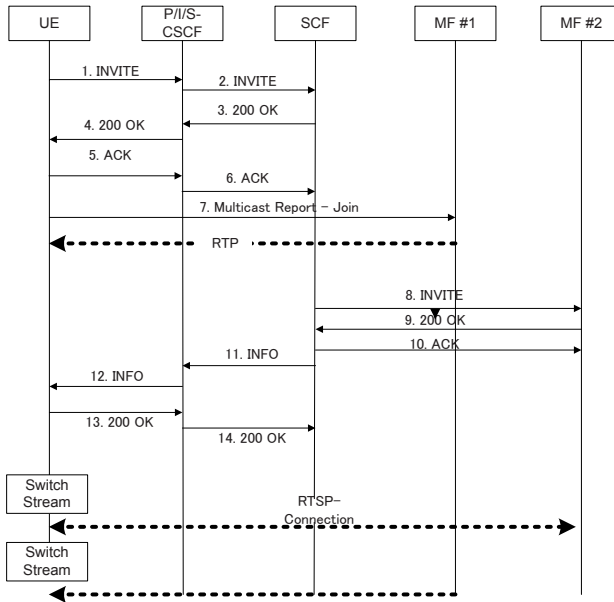 UE
P/I/S-
CSCF
SCF
MF #1
MF #2
1. INVITE
2. INVITE
3. 200 OK
4. 200 OK
5. ACK
6. ACK
7. Multicast Report - Join
RTP
8. INVITE
9. 200 OK
10. ACK
11. INFO
12. INFO
13. 200 OK
14. 200 OK
Switch
Stream
RTSP-
Connection
Switch
Stream